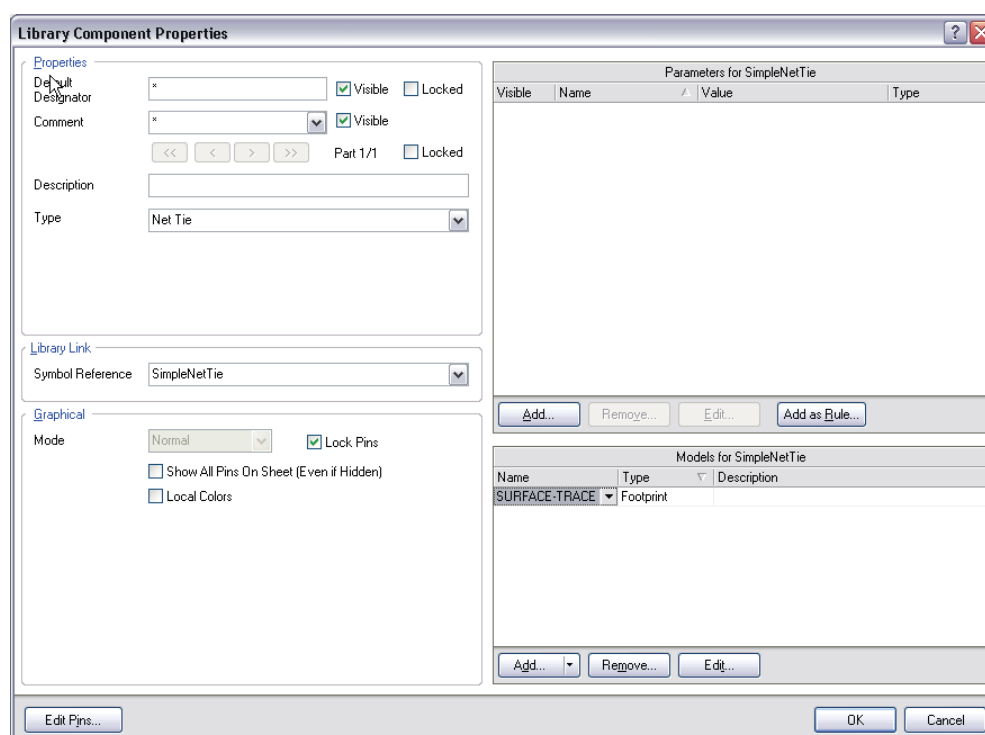 Library Component Properties
Properties
Default
Designator
*
Visible
Locked
Comment
*
Visible
<<
<
>
>>
Part 1/1
Locked
Description
Type
Net Tie
Library Link
Symbol Reference
SimpleNetTie
Graphical
Mode
Normal
Lock Pins
Show All Pins On Sheet (Even if Hidden)
Local Colors
Parameters for SimpleNetTie
Visible
Name
Value
Type
Add...
Remove...
Edit...
Add as Rule...
Models for SimpleNetTie
Name
Type
Description
SURFACE-TRACE
Footprint
Add...
Remove...
Edit...
Edit Pins...
OK
Cancel